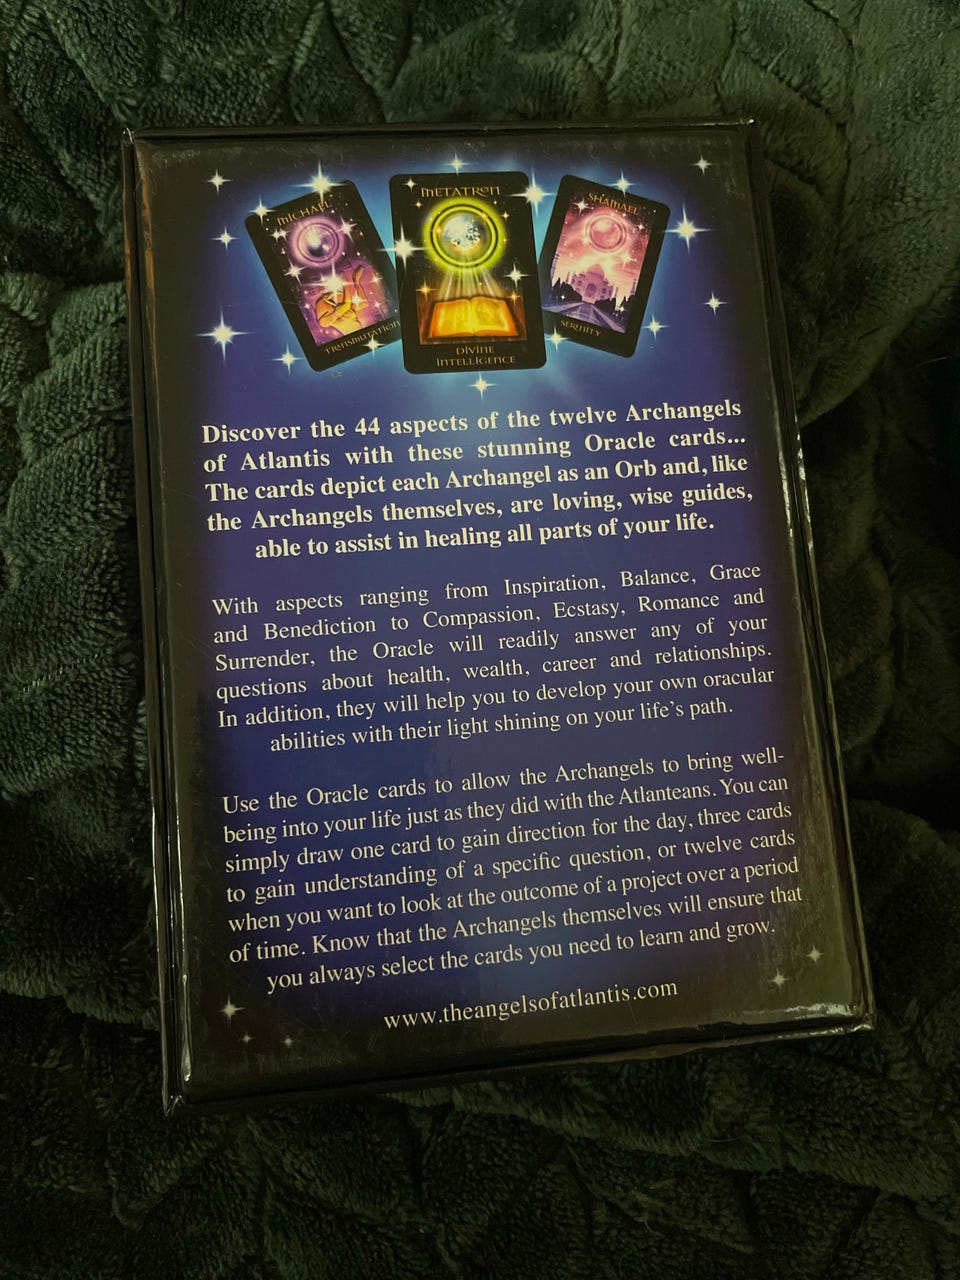 MICHAEL
TRANSMUTATION
METATRON
DIVINE
INTELLIGENCE
SHAMAEL
SERENITY
Discover the 44 aspects of the twelve Archangels
of Atlantis with these stunning Oracle cards...
The cards depict each Archangel as an Orb and, like
the Archangels themselves, are loving, wise guides,
able to assist in healing all parts of your life.
With aspects ranging from Inspiration, Balance, Grace
and Benediction to Compassion, Ecstasy, Romance and
Surrender, the Oracle will readily answer any of your
questions about health, wealth, career and relationships.
In addition, they will help you to develop your own oracular
abilities with their light shining on your life's path.
Use the Oracle cards to allow the Archangels to bring well-
being into your life just as they did with the Atlanteans. You can
simply draw one card to gain direction for the day, three cards
to gain understanding of a specific question, or twelve cards
when you want to look at the outcome of a project over a period
of time. Know that the Archangels themselves will ensure that
you always select the cards you need to learn and grow.
www.theangelsofatlantis.com